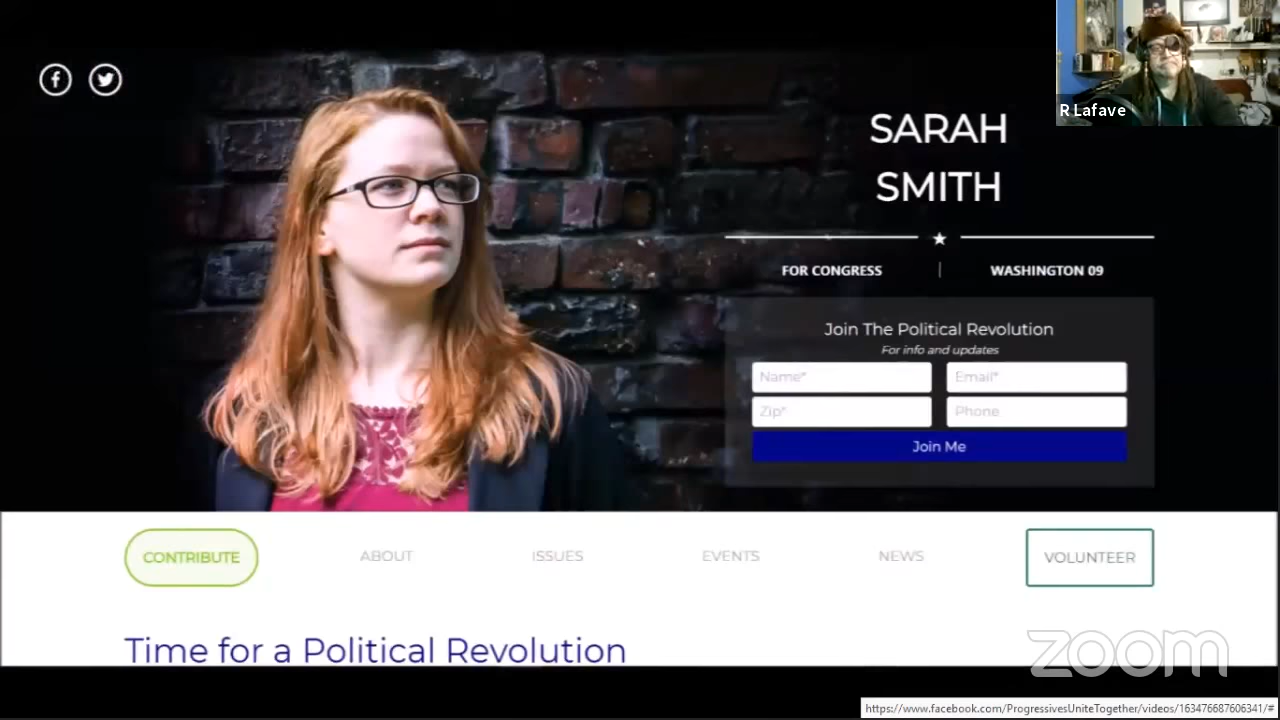 R Lafave
SARAH
SMITH
FOR CONGRESS | WASHINGTON 09
Join The Political Revolution
For info and updates
Name* Email*
Zip* Phone
Join Me
CONTRIBUTE ABOUT ISSUES EVENTS NEWS VOLUNTEER
Time for a Political Revolution
zoom
https://www.facebook.com/ProgressivesUniteTogether/videos/163476687606341/#